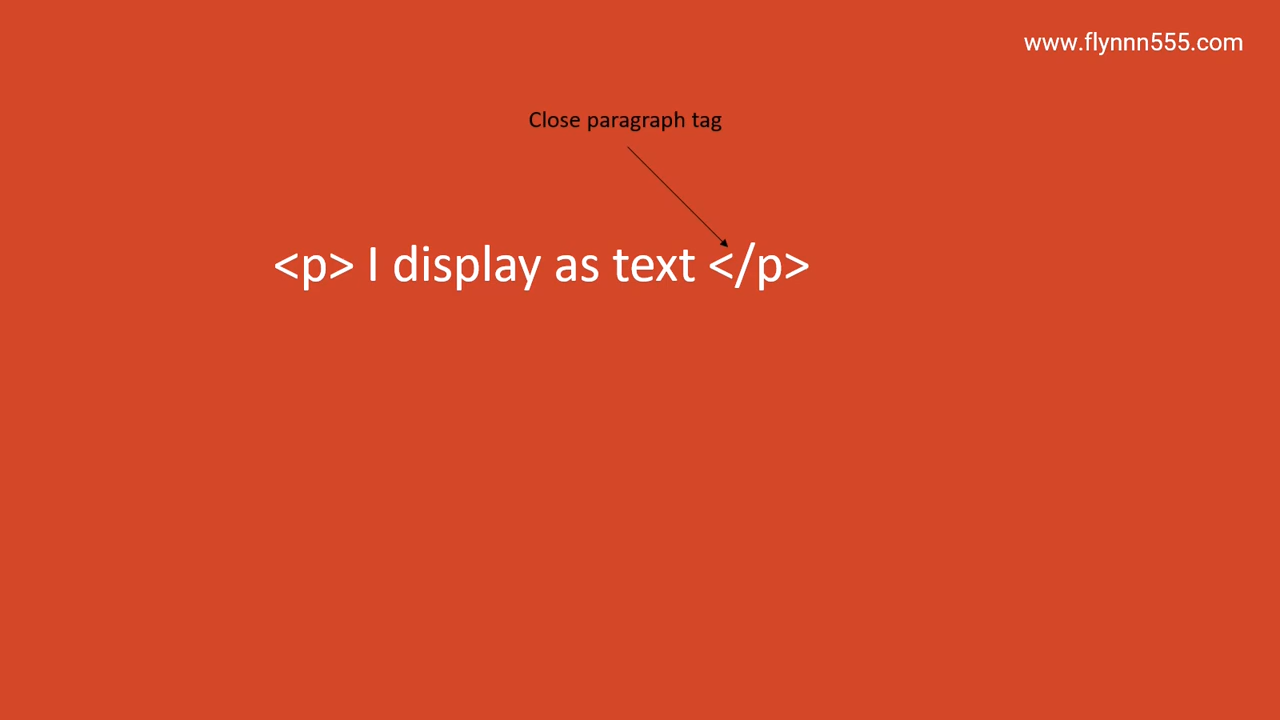 www.flynnn555.com
Close paragraph tag
<p> I display as text </p>